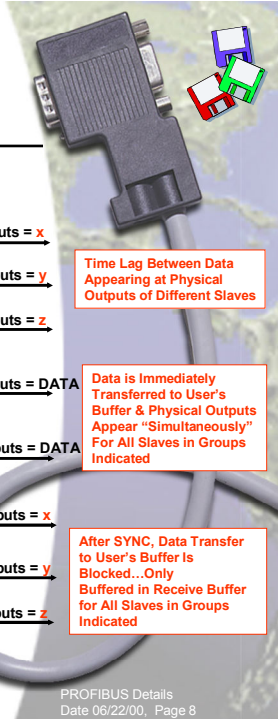 uts = x
Time Lag Between Data
Appearing at Physical
Outputs of Different Slaves
uts = y
uts = z
uts = DATA
Data is Immediately
Transferred to User's
Buffer & Physical Outputs
Appear “Simultaneously”
For All Slaves in Groups
Indicated
puts = DATA
puts = x
After SYNC, Data Transfer
to User's Buffer Is
Blocked...Only
Buffered in Receive Buffer
for All Slaves in Groups
Indicated
puts = y
uts = z
PROFIBUS Details
Date 06/22/00, Page 8